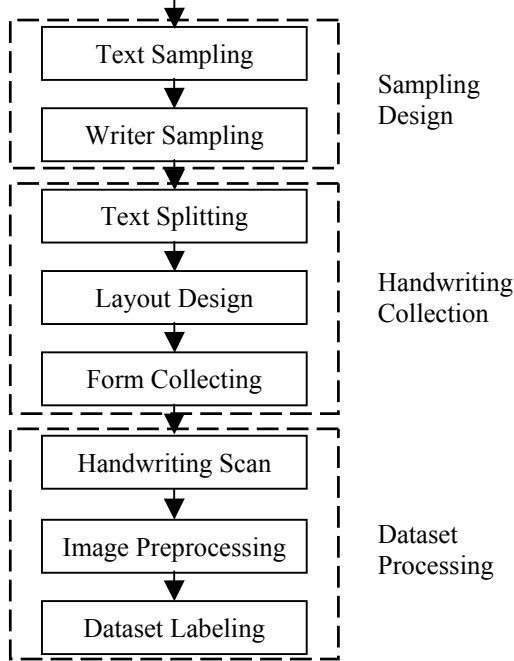 Text Sampling
Sampling
Design
Writer Sampling
Text Splitting
Layout Design
Handwriting
Collection
Form Collecting
Handwriting Scan
Image Preprocessing
Dataset
Processing
Dataset Labeling